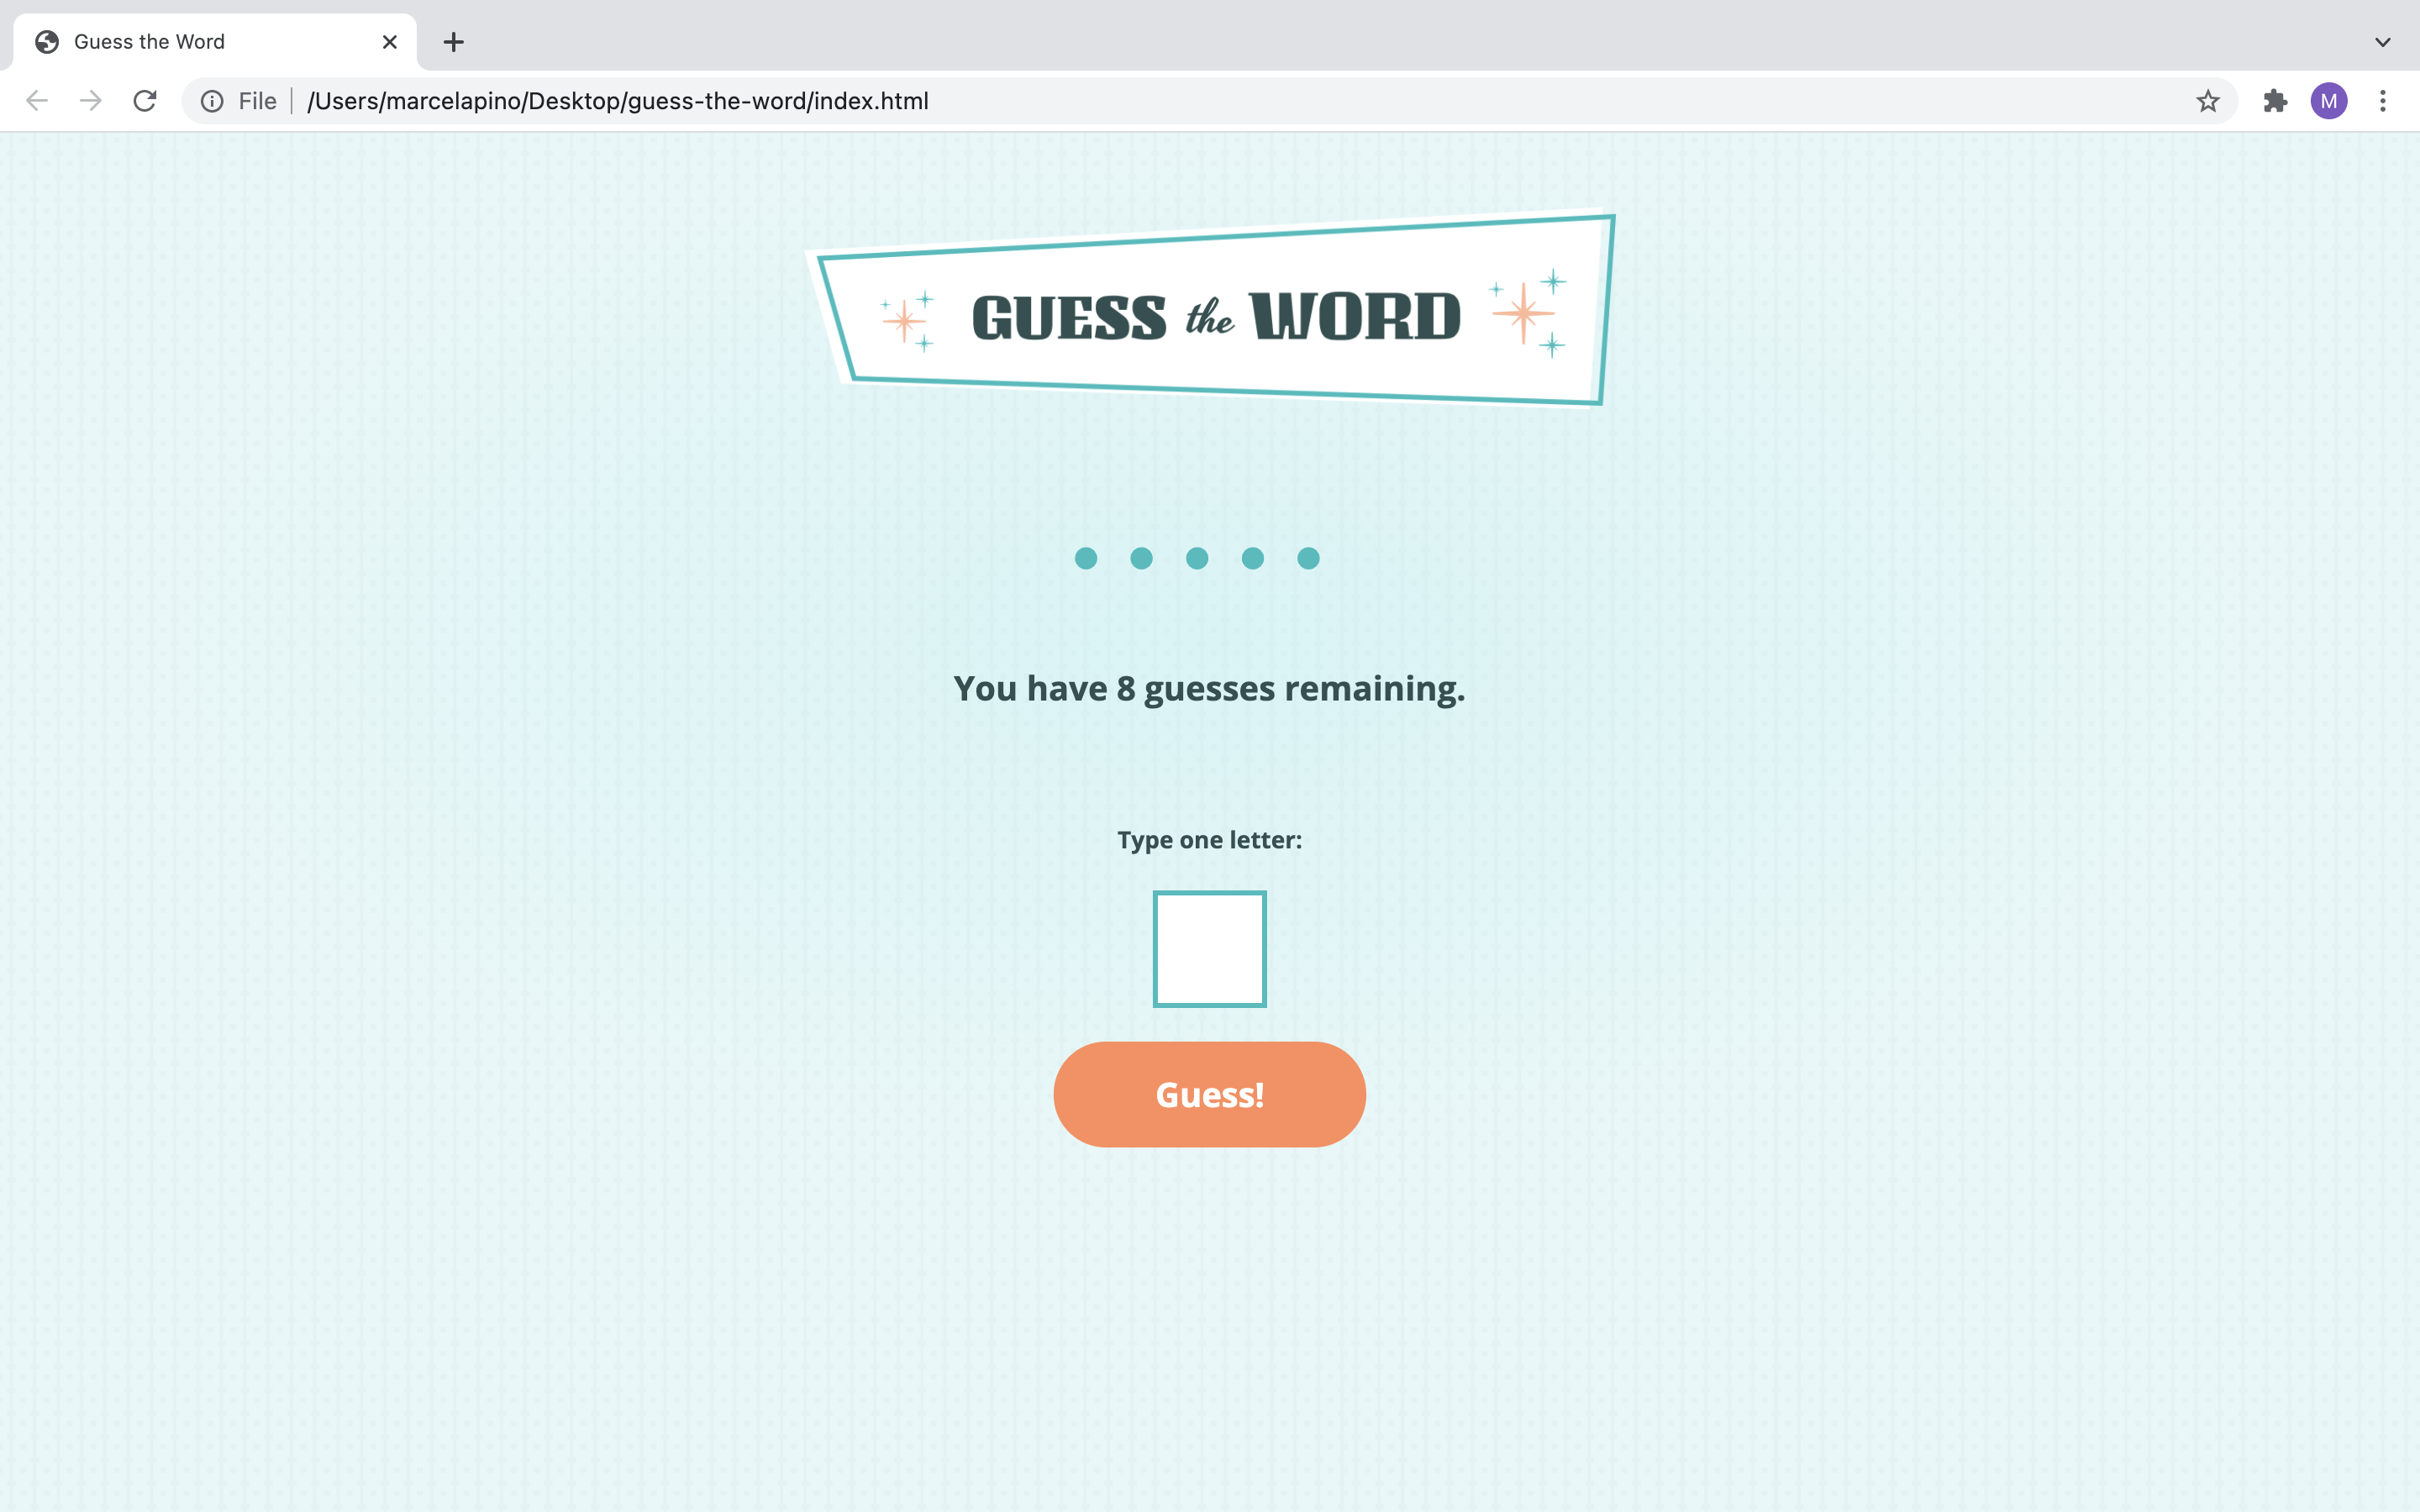 Guess the Word
File /Users/marcelapino/Desktop/guess-the-word/index.html
M
GUESS the WORD
You have 8 guesses remaining.
Type one letter:
Guess!